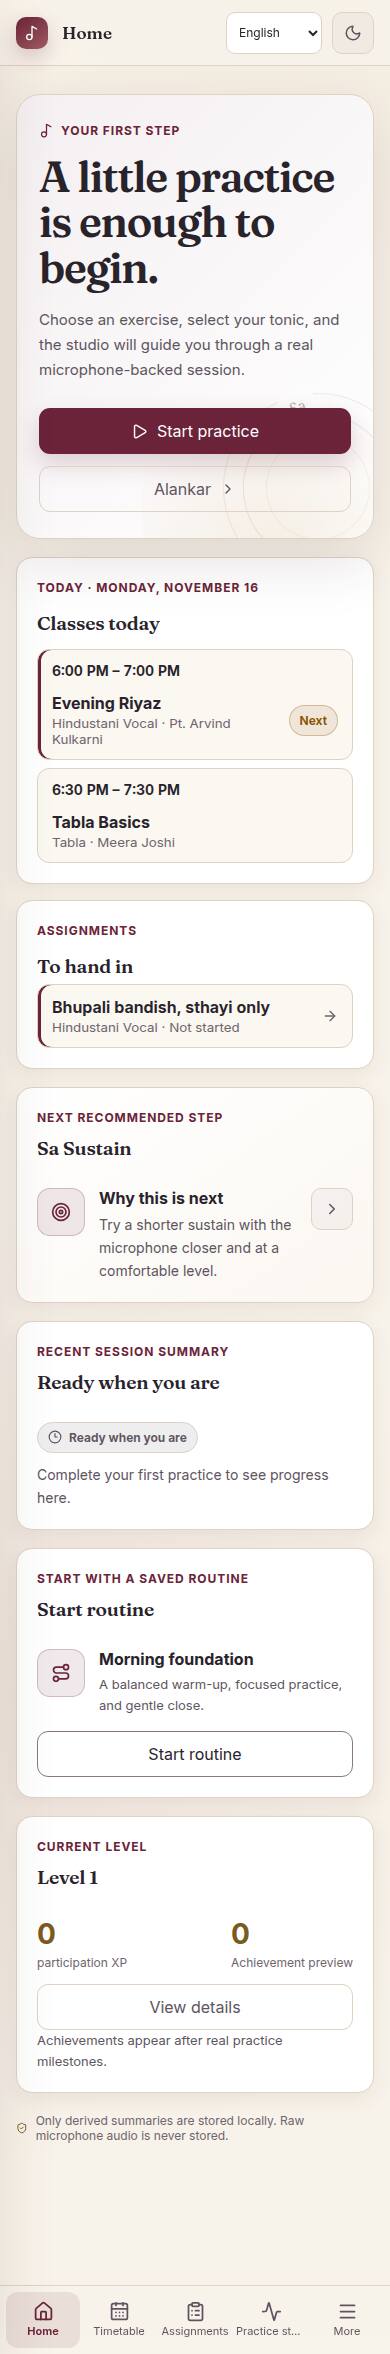 Home
English
YOUR FIRST STEP
A little practice
is enough to
begin.
Choose an exercise, select your tonic, and
the studio will guide you through a real
microphone-backed session.
Sa
Start practice
Alankar
TODAY · MONDAY, NOVEMBER 16
Classes today
6:00 PM – 7:00 PM
Evening Riyaz
Hindustani Vocal · Pt. Arvind
Kulkarni
Next
6:30 PM – 7:30 PM
Tabla Basics
Tabla · Meera Joshi
ASSIGNMENTS
To hand in
Bhupali bandish, sthayi only
Hindustani Vocal · Not started
NEXT RECOMMENDED STEP
Sa Sustain
Why this is next
Try a shorter sustain with the
microphone closer and at a
comfortable level.
RECENT SESSION SUMMARY
Ready when you are
Ready when you are
Complete your first practice to see progress
here.
START WITH A SAVED ROUTINE
Start routine
Morning foundation
A balanced warm-up, focused practice,
and gentle close.
Start routine
CURRENT LEVEL
Level 1
0 0
participation XP Achievement preview
View details
Achievements appear after real practice
milestones.
Only derived summaries are stored locally. Raw
microphone audio is never stored.
Home Timetable Assignments Practice st... More